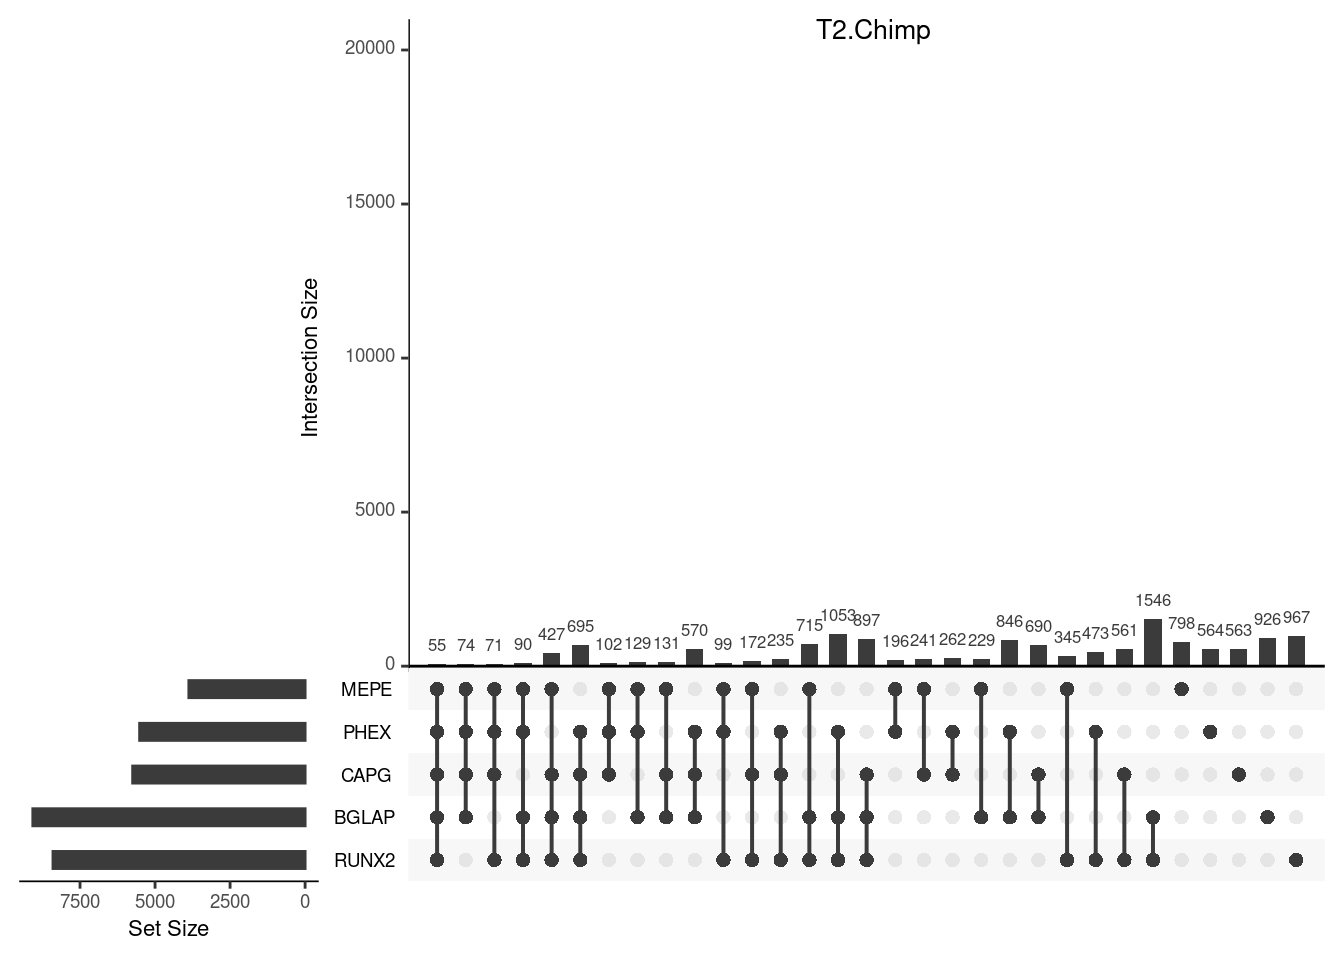 T2.Chimp
20000
15000
10000
5000
0
Intersection Size
55 74 71 90 427 695 102 129 131 570 99 172 235 715 1053 897 196 241 262 229 846 690 345 473 561 1546 798 564 563 926 967
MEPE
PHEX
CAPG
BGLAP
RUNX2
7500 5000 2500 0
Set Size